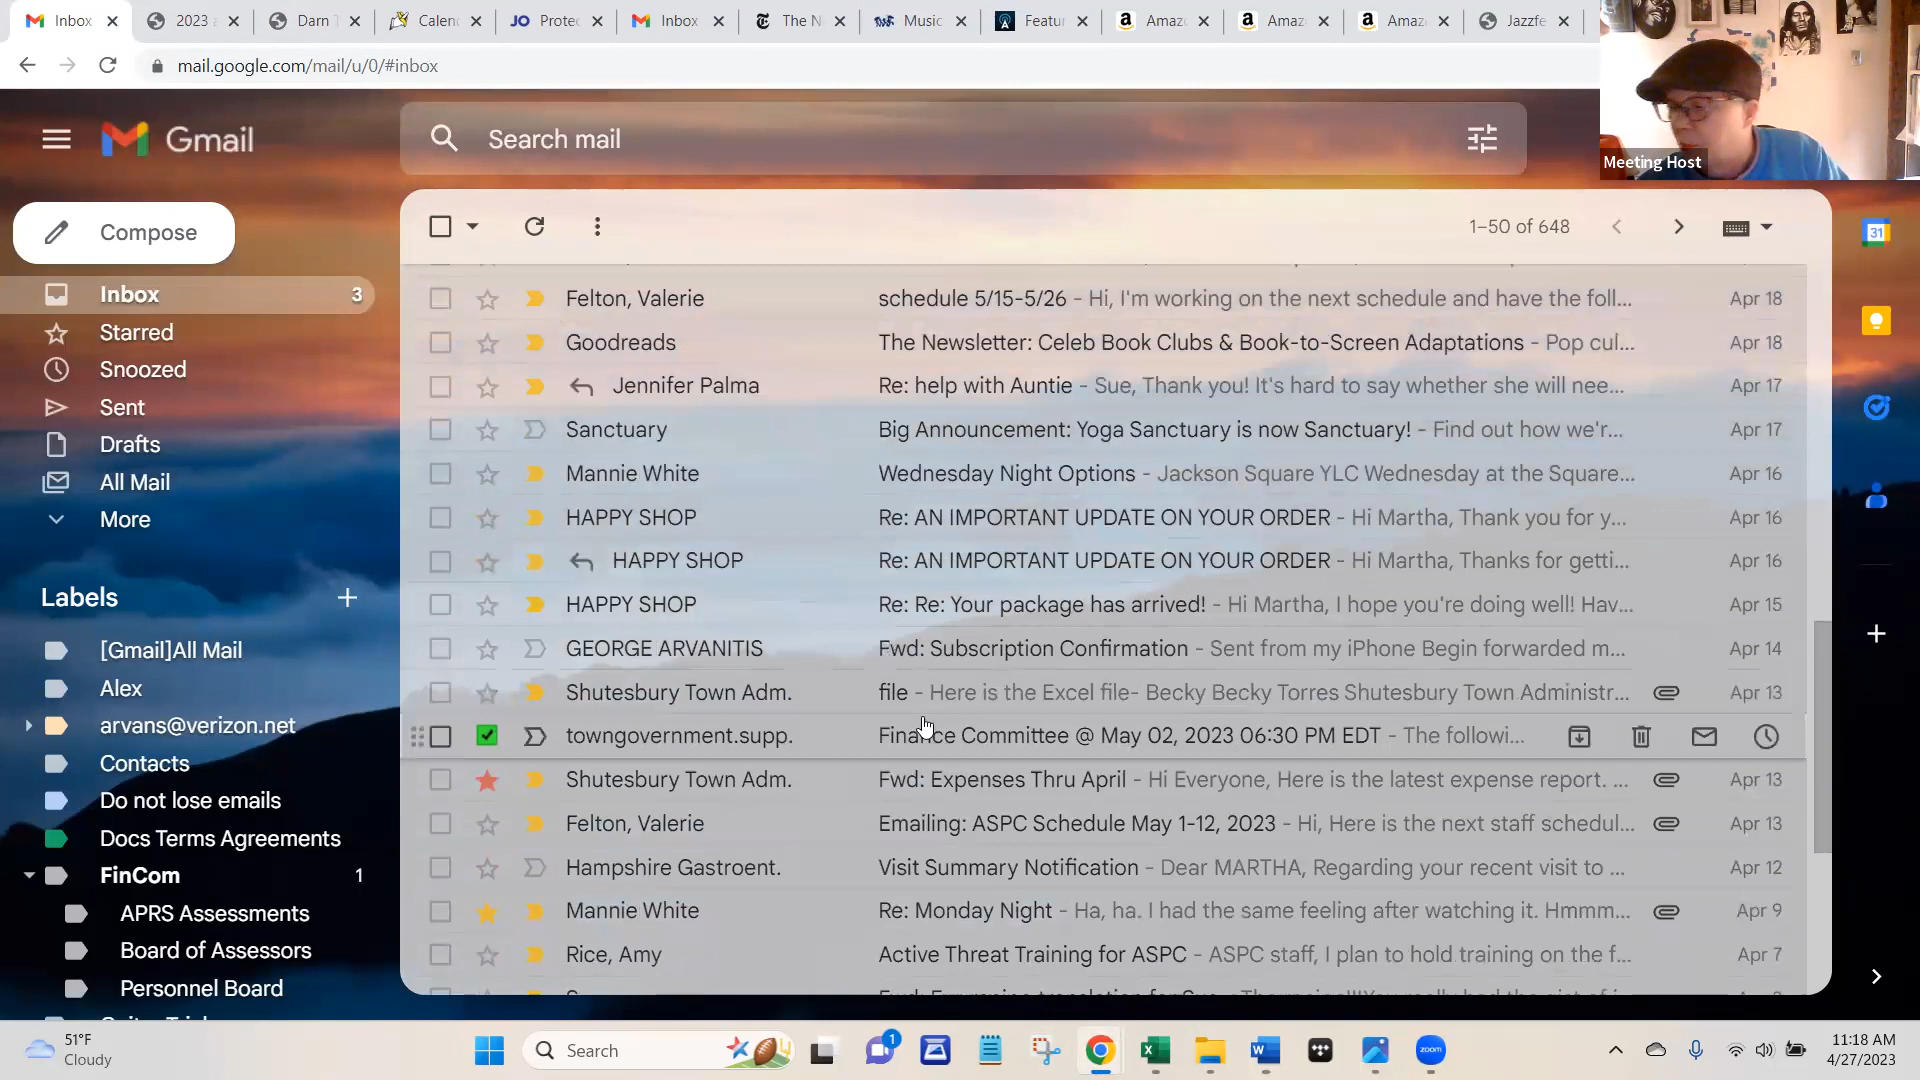 Inbox
2023 a
Darn T
Calen
JO Prote
Inbox
The N
Music
Featur
Amaz
Amaz
Amaz
Jazzfe
mail.google.com/mail/u/0/#inbox
Gmail
Search mail
Meeting Host
Compose
1–50 of 648
31
Inbox 3
Starred
Snoozed
Sent
Drafts
All Mail
More
Labels
[Gmail]All Mail
Alex
arvans@verizon.net
Contacts
Do not lose emails
Docs Terms Agreements
FinCom 1
APRS Assessments
Board of Assessors
Personnel Board
Felton, Valerie schedule 5/15-5/26 - Hi, I'm working on the next schedule and have the foll... Apr 18
Goodreads The Newsletter: Celeb Book Clubs & Book-to-Screen Adaptations - Pop cul... Apr 18
Jennifer Palma Re: help with Auntie - Sue, Thank you! It's hard to say whether she will nee... Apr 17
Sanctuary Big Announcement: Yoga Sanctuary is now Sanctuary! - Find out how we'r... Apr 17
Mannie White Wednesday Night Options - Jackson Square YLC Wednesday at the Square... Apr 16
HAPPY SHOP Re: AN IMPORTANT UPDATE ON YOUR ORDER - Hi Martha, Thank you for y... Apr 16
HAPPY SHOP Re: AN IMPORTANT UPDATE ON YOUR ORDER - Hi Martha, Thanks for getti... Apr 16
HAPPY SHOP Re: Re: Your package has arrived! - Hi Martha, I hope you're doing well! Hav... Apr 15
GEORGE ARVANITIS Fwd: Subscription Confirmation - Sent from my iPhone Begin forwarded m... Apr 14
Shutesbury Town Adm. file - Here is the Excel file- Becky Becky Torres Shutesbury Town Administr... Apr 13
towngovernment.supp. Finance Committee @ May 02, 2023 06:30 PM EDT - The followi...
Shutesbury Town Adm. Fwd: Expenses Thru April - Hi Everyone, Here is the latest expense report. ... Apr 13
Felton, Valerie Emailing: ASPC Schedule May 1-12, 2023 - Hi, Here is the next staff schedul... Apr 13
Hampshire Gastroent. Visit Summary Notification - Dear MARTHA, Regarding your recent visit to ... Apr 12
Mannie White Re: Monday Night - Ha, ha. I had the same feeling after watching it. Hmmm... Apr 9
Rice, Amy Active Threat Training for ASPC - ASPC staff, I plan to hold training on the f... Apr 7
51°F
Cloudy
Search
1
zoom
11:18 AM
4/27/2023